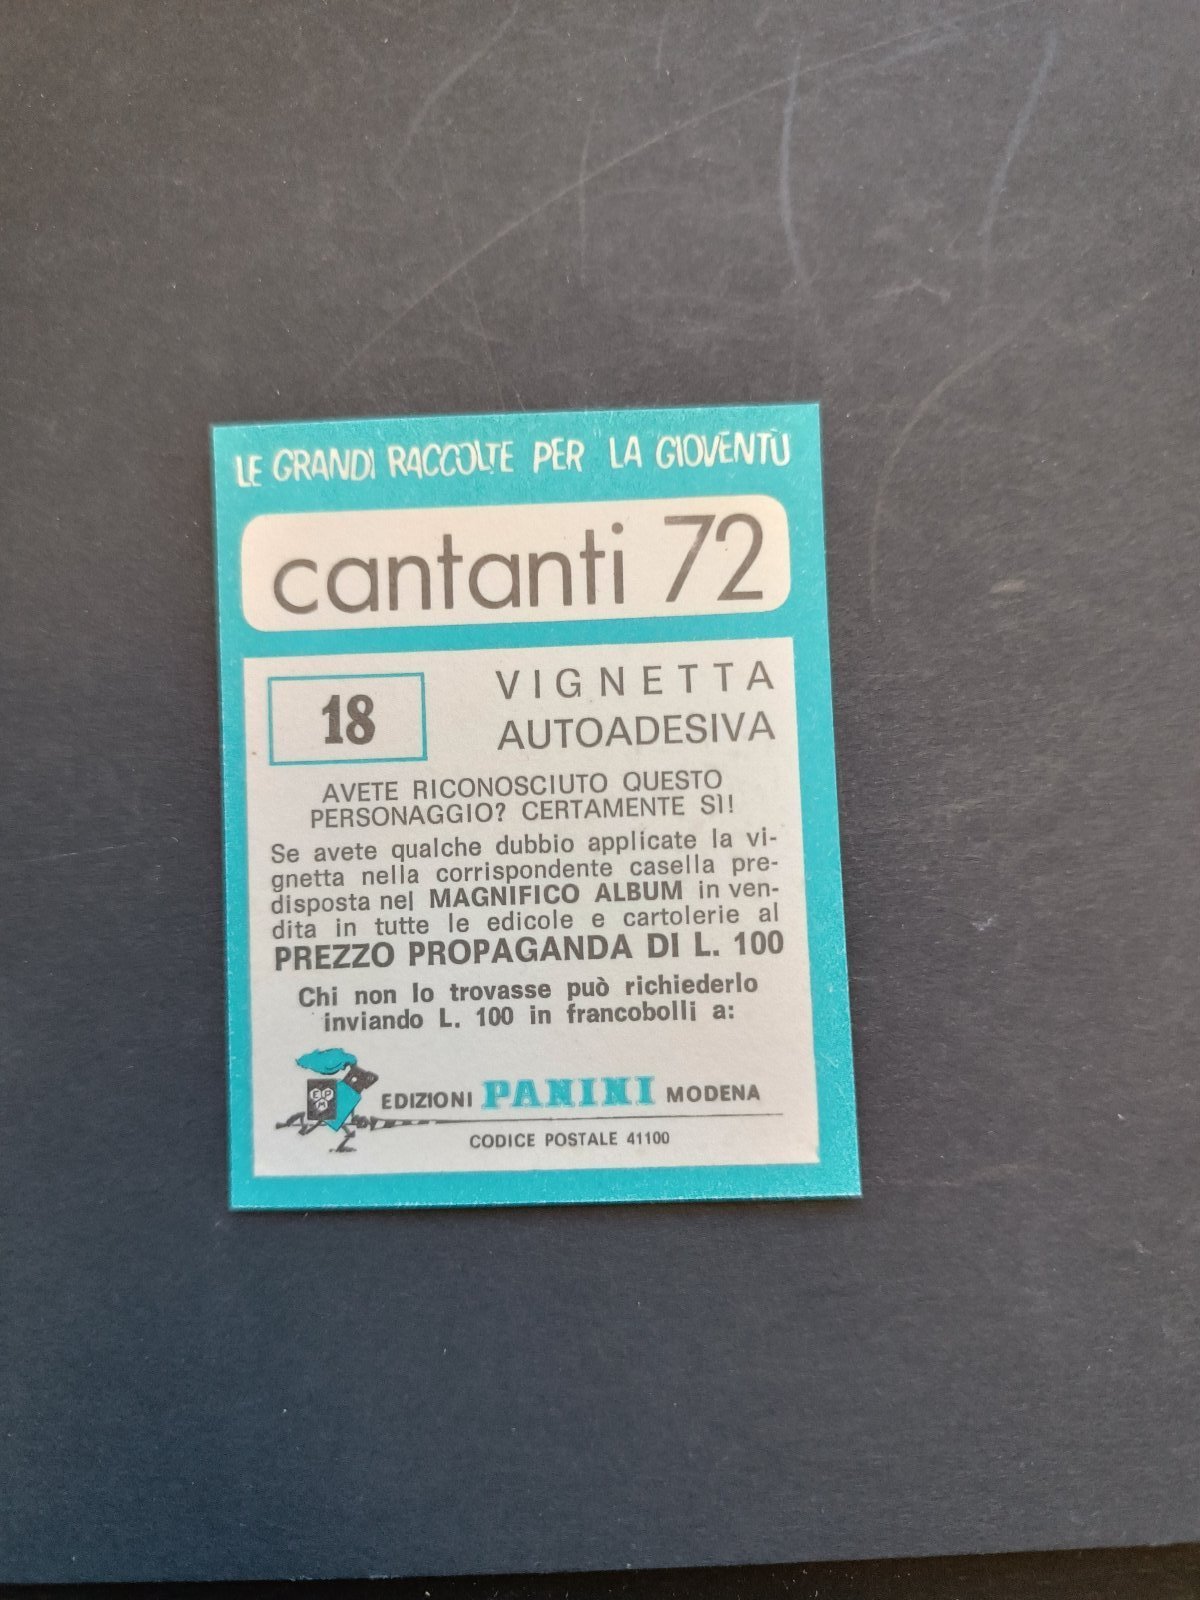 LE GRANDI RACCOLTE PER LA GIOVENTÙ
cantanti 72
18
VIGNETTA
AUTOADESIVA
AVETE RICONOSCIUTO QUESTO
PERSONAGGIO? CERTAMENTE SÌ!
Se avete qualche dubbio applicate la vi-
gnetta nella corrispondente casella pre-
disposta nel MAGNIFICO ALBUM in ven-
dita in tutte le edicole e cartolerie al
PREZZO PROPAGANDA DI L. 100
Chi non lo trovasse può richiederlo
inviando L. 100 in francobolli a:
EPM
EDIZIONI PANINI MODENA
CODICE POSTALE 41100